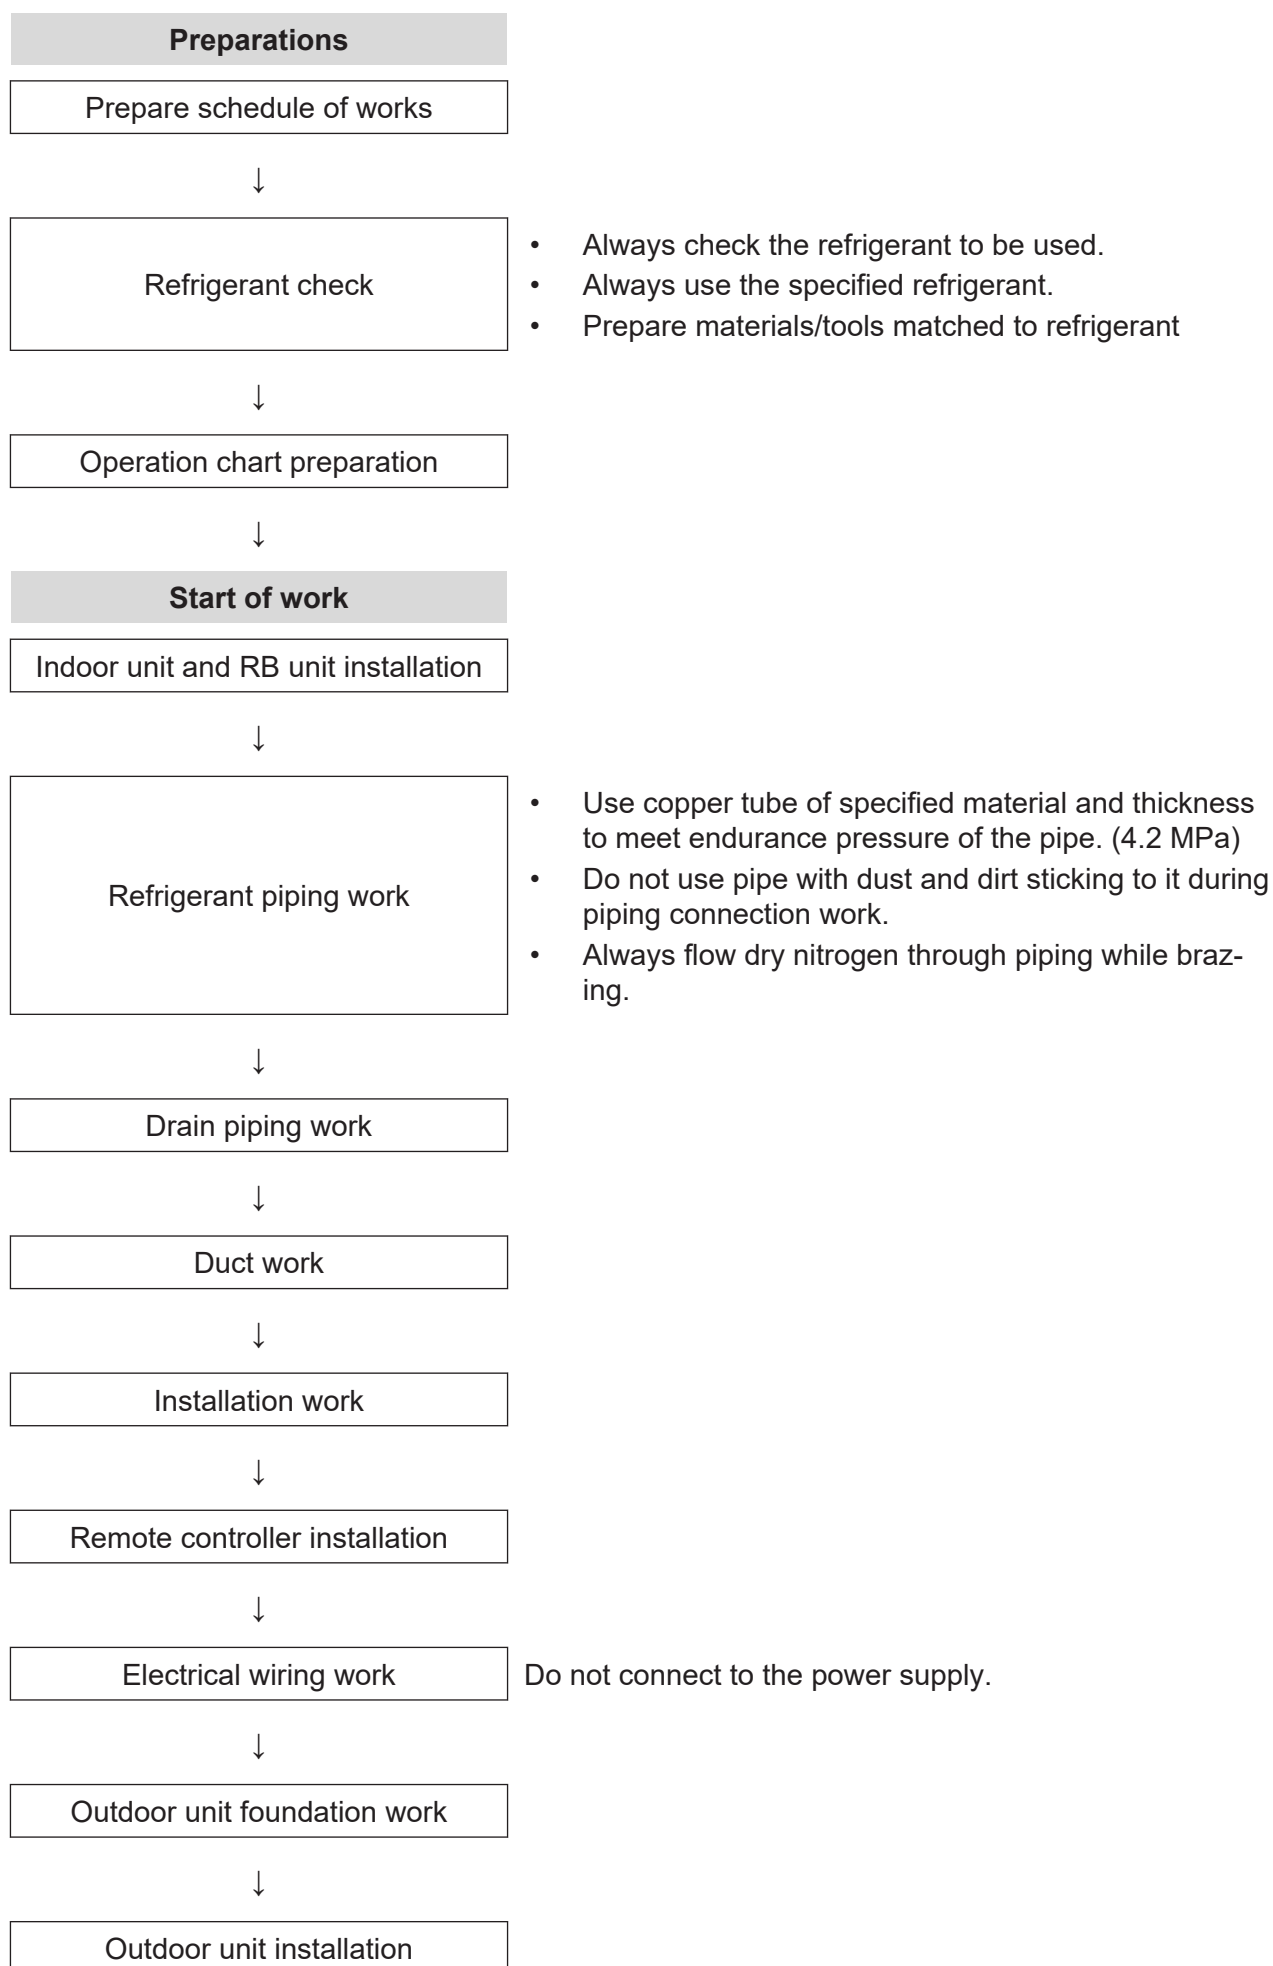 Preparations
Prepare schedule of works
↓
Refrigerant check
• Always check the refrigerant to be used.
• Always use the specified refrigerant.
• Prepare materials/tools matched to refrigerant
↓
Operation chart preparation
↓
Start of work
Indoor unit and RB unit installation
↓
Refrigerant piping work
• Use copper tube of specified material and thickness
to meet endurance pressure of the pipe. (4.2 MPa)
• Do not use pipe with dust and dirt sticking to it during
piping connection work.
• Always flow dry nitrogen through piping while braz-
ing.
↓
Drain piping work
↓
Duct work
↓
Installation work
↓
Remote controller installation
↓
Electrical wiring work
Do not connect to the power supply.
↓
Outdoor unit foundation work
↓
Outdoor unit installation